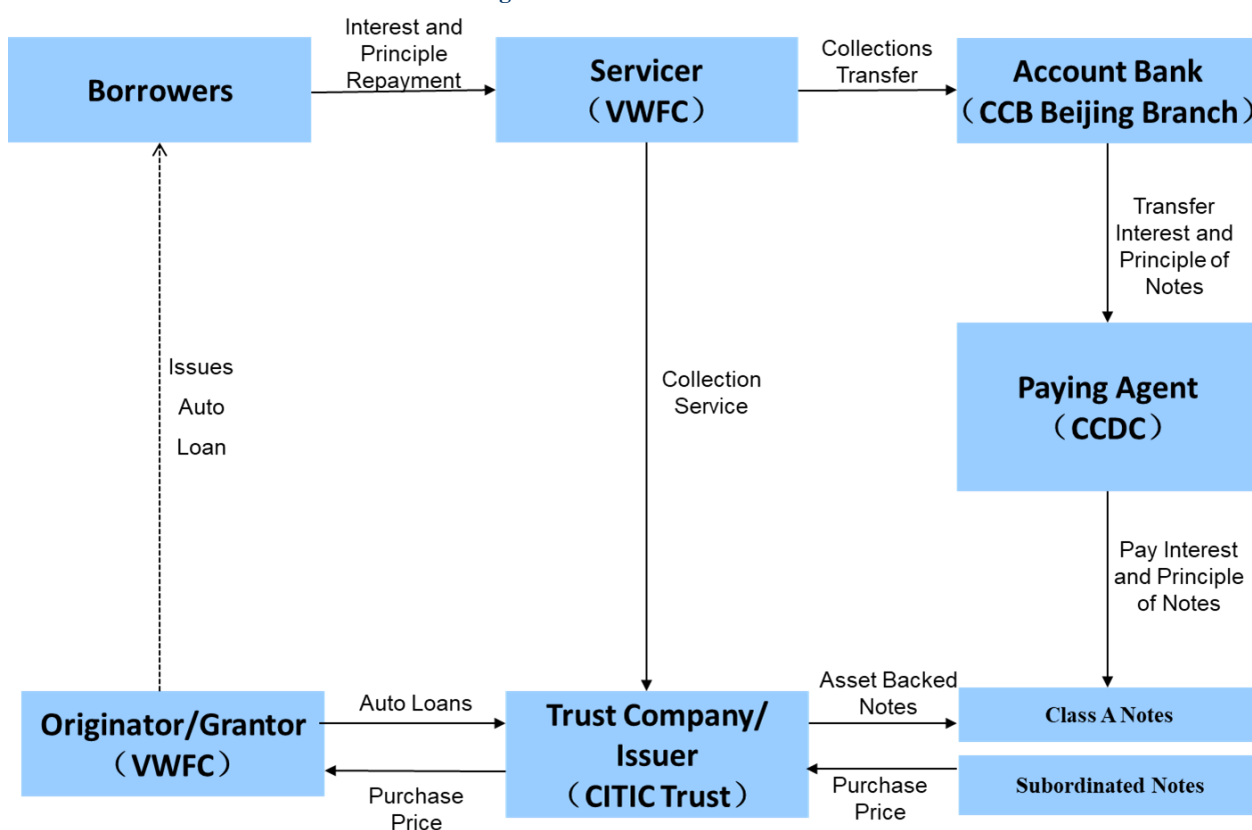 Interest and
Principle
Repayment
Collections
Transfer
Borrowers
Servicer
（VWFC）
Account Bank
（CCB Beijing Branch）
Transfer
Interest and
Principle of
Notes
Issues
Auto
Loan
Collection
Service
Paying Agent
（CCDC）
Pay Interest
and Principle
of Notes
Originator/Grantor
（VWFC）
Auto Loans
Purchase
Price
Trust Company/
Issuer
（CITIC Trust）
Asset Backed
Notes
Purchase
Price
Class A Notes
Subordinated Notes